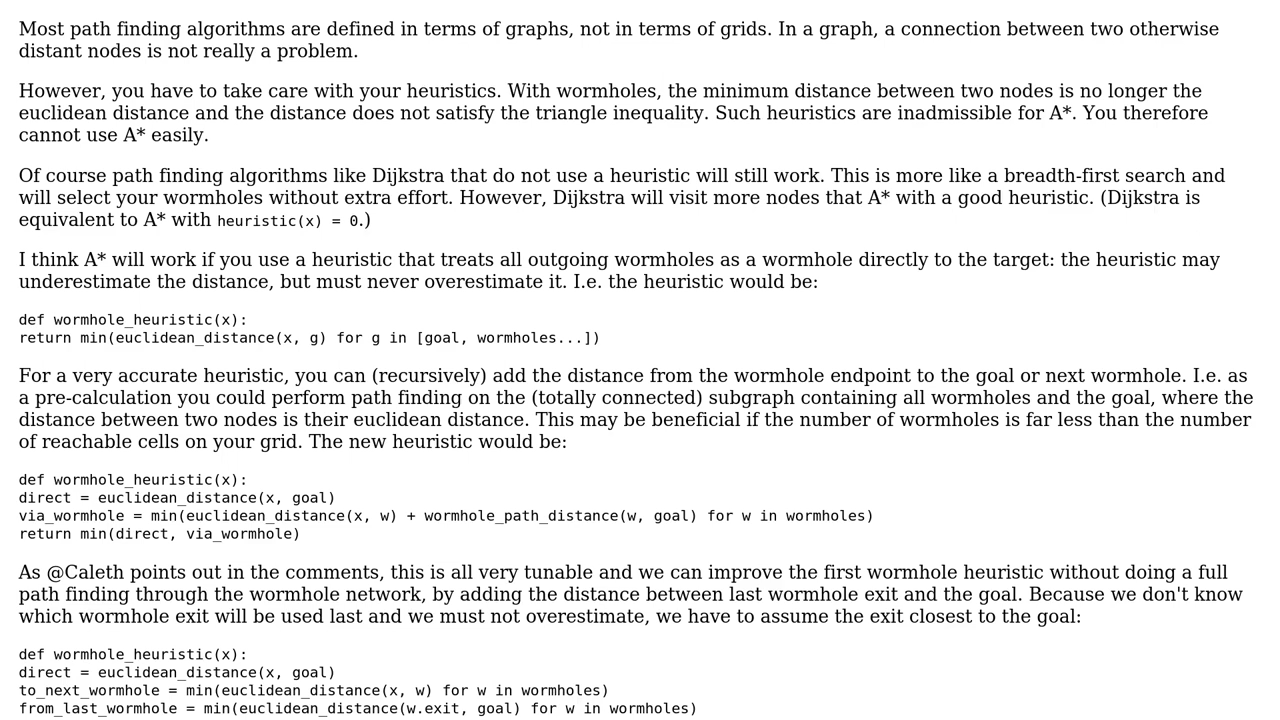 Most path finding algorithms are defined in terms of graphs, not in terms of grids. In a graph, a connection between two otherwise
distant nodes is not really a problem.
However, you have to take care with your heuristics. With wormholes, the minimum distance between two nodes is no longer the
euclidean distance and the distance does not satisfy the triangle inequality. Such heuristics are inadmissible for A*. You therefore
cannot use A* easily.
Of course path finding algorithms like Dijkstra that do not use a heuristic will still work. This is more like a breadth-first search and
will select your wormholes without extra effort. However, Dijkstra will visit more nodes that A* with a good heuristic. (Dijkstra is
equivalent to A* with heuristic(x) = 0.)
I think A* will work if you use a heuristic that treats all outgoing wormholes as a wormhole directly to the target: the heuristic may
underestimate the distance, but must never overestimate it. I.e. the heuristic would be:
def wormhole_heuristic(x):
return min(euclidean_distance(x, g) for g in [goal, wormholes...])
For a very accurate heuristic, you can (recursively) add the distance from the wormhole endpoint to the goal or next wormhole. I.e. as
a pre-calculation you could perform path finding on the (totally connected) subgraph containing all wormholes and the goal, where the
distance between two nodes is their euclidean distance. This may be beneficial if the number of wormholes is far less than the number
of reachable cells on your grid. The new heuristic would be:
def wormhole_heuristic(x):
direct = euclidean_distance(x, goal)
via_wormhole = min(euclidean_distance(x, w) + wormhole_path_distance(w, goal) for w in wormholes)
return min(direct, via_wormhole)
As @Caleth points out in the comments, this is all very tunable and we can improve the first wormhole heuristic without doing a full
path finding through the wormhole network, by adding the distance between last wormhole exit and the goal. Because we don't know
which wormhole exit will be used last and we must not overestimate, we have to assume the exit closest to the goal:
def wormhole_heuristic(x):
direct = euclidean_distance(x, goal)
to_next_wormhole = min(euclidean_distance(x, w) for w in wormholes)
from_last_wormhole = min(euclidean_distance(w.exit, goal) for w in wormholes)